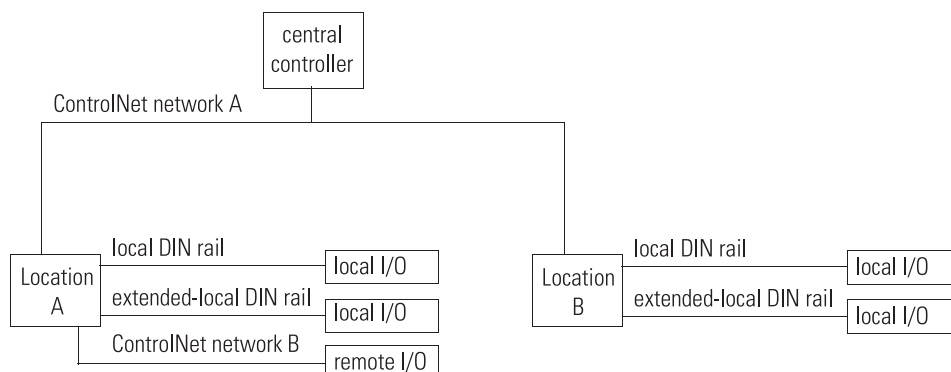 central
controller
ControlNet network A
Location
A
local DIN rail
local I/O
extended-local DIN rail
local I/O
ControlNet network B
remote I/O
Location
B
local DIN rail
local I/O
extended-local DIN rail
local I/O